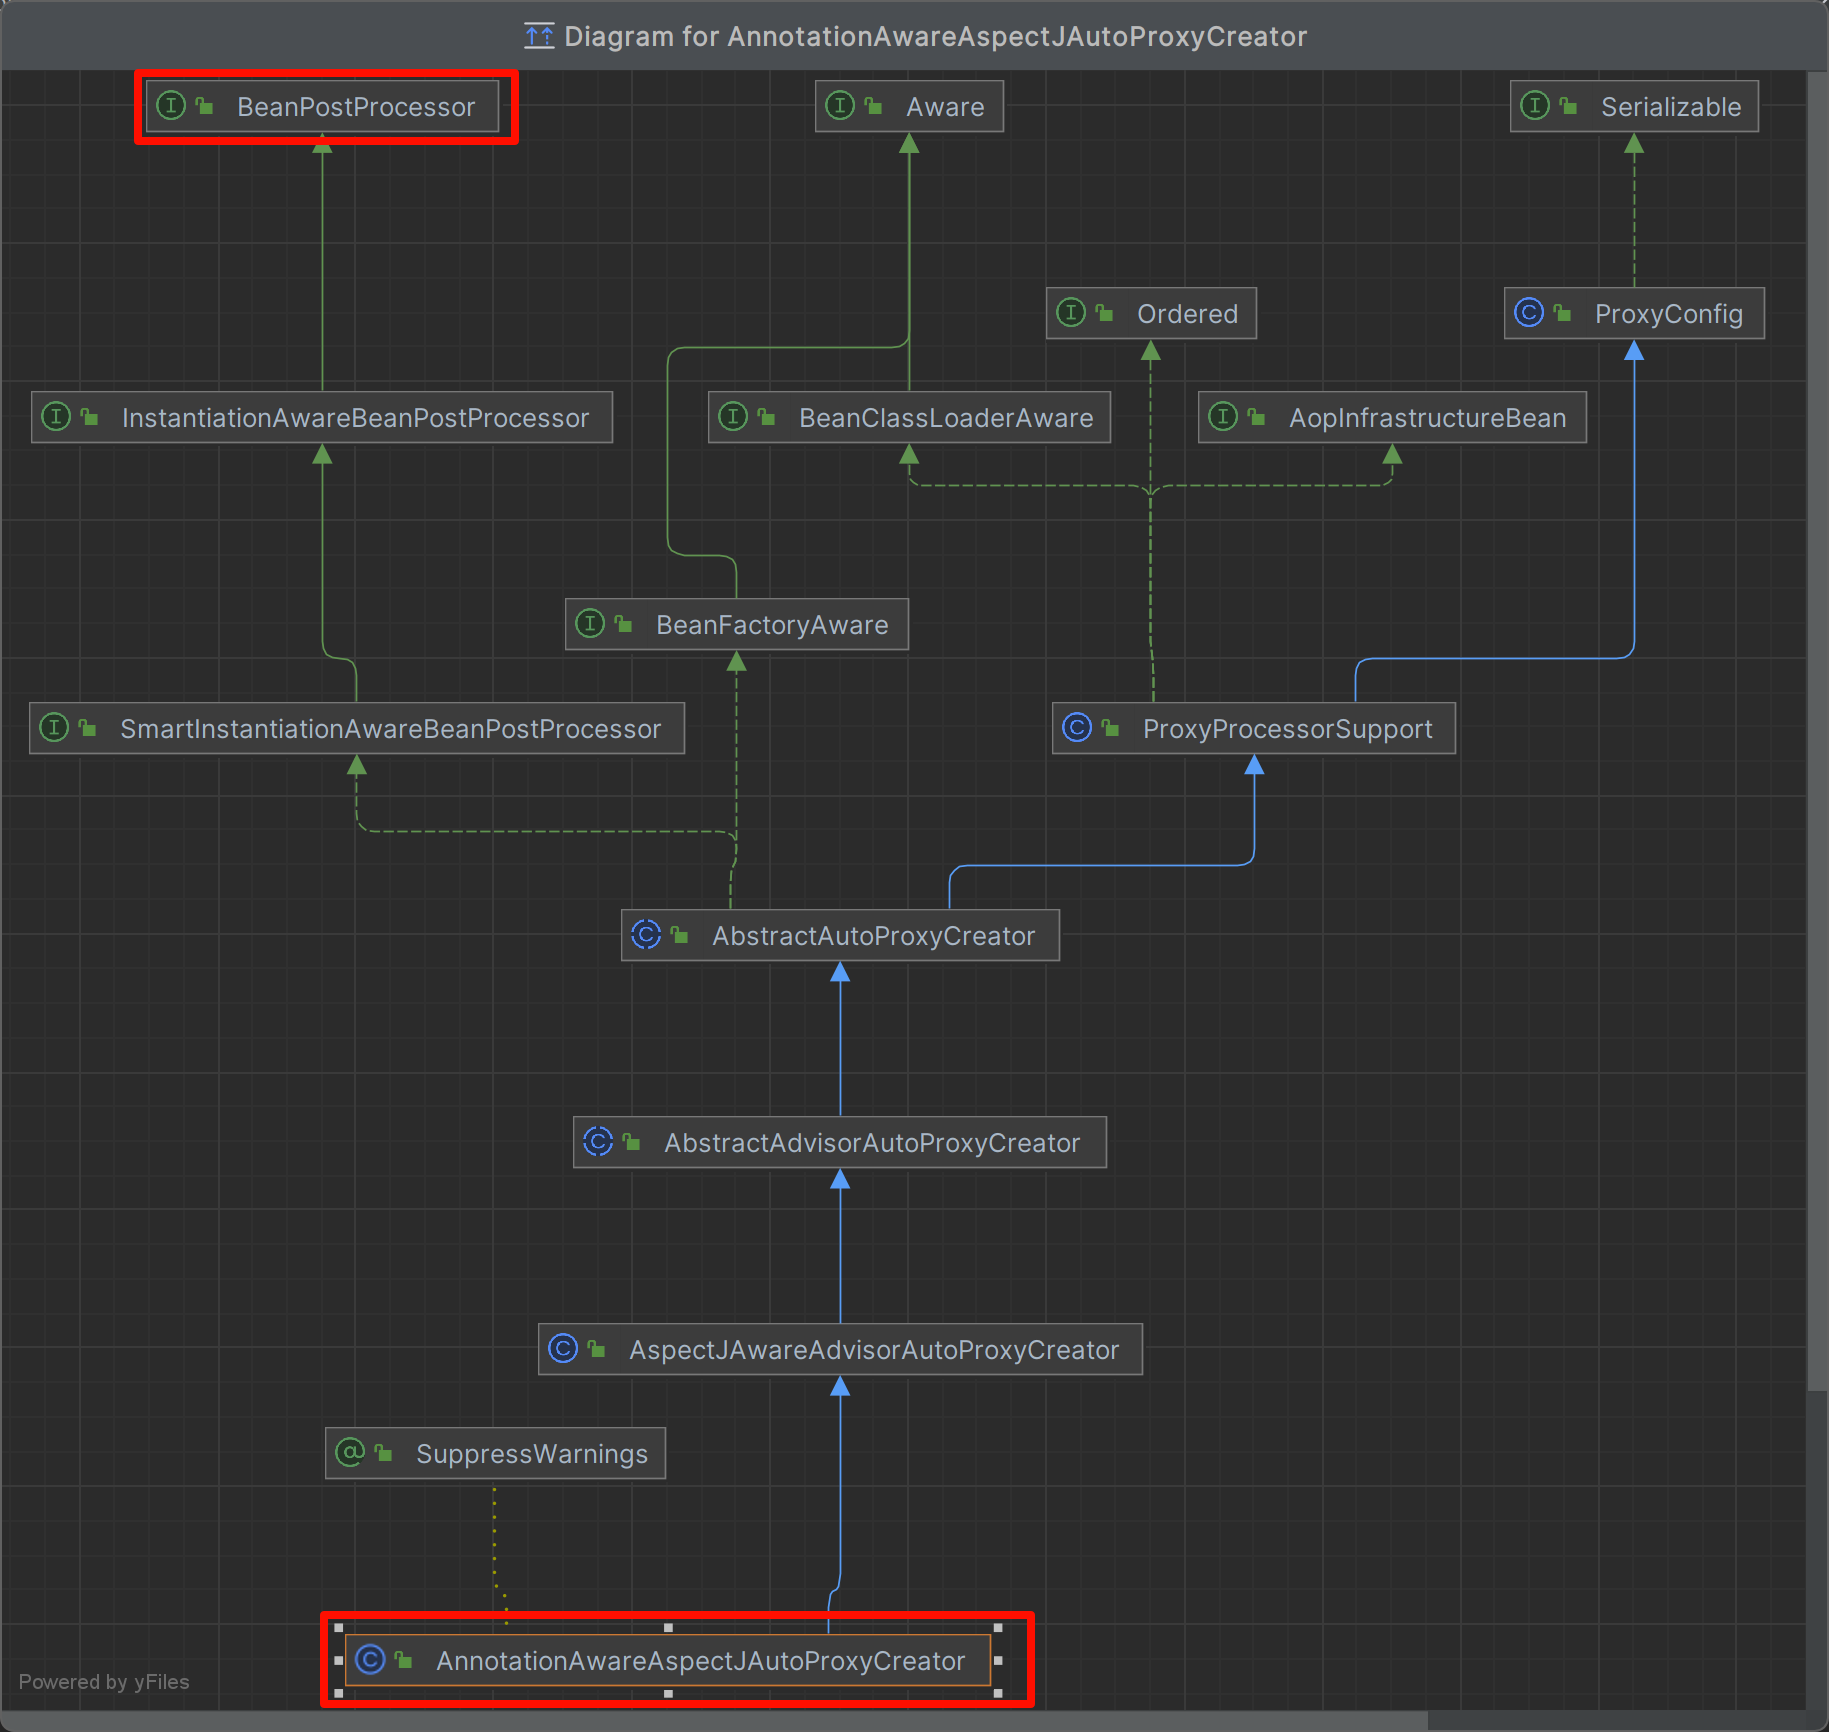 Diagram for AnnotationAwareAspectJAutoProxyCreator
BeanPostProcessor
Aware
Serializable
Ordered
ProxyConfig
InstantiationAwareBeanPostProcessor
BeanClassLoaderAware
AopInfrastructureBean
BeanFactoryAware
SmartInstantiationAwareBeanPostProcessor
ProxyProcessorSupport
AbstractAutoProxyCreator
AbstractAdvisorAutoProxyCreator
AspectJAwareAdvisorAutoProxyCreator
SuppressWarnings
AnnotationAwareAspectJAutoProxyCreator
Powered by yFiles